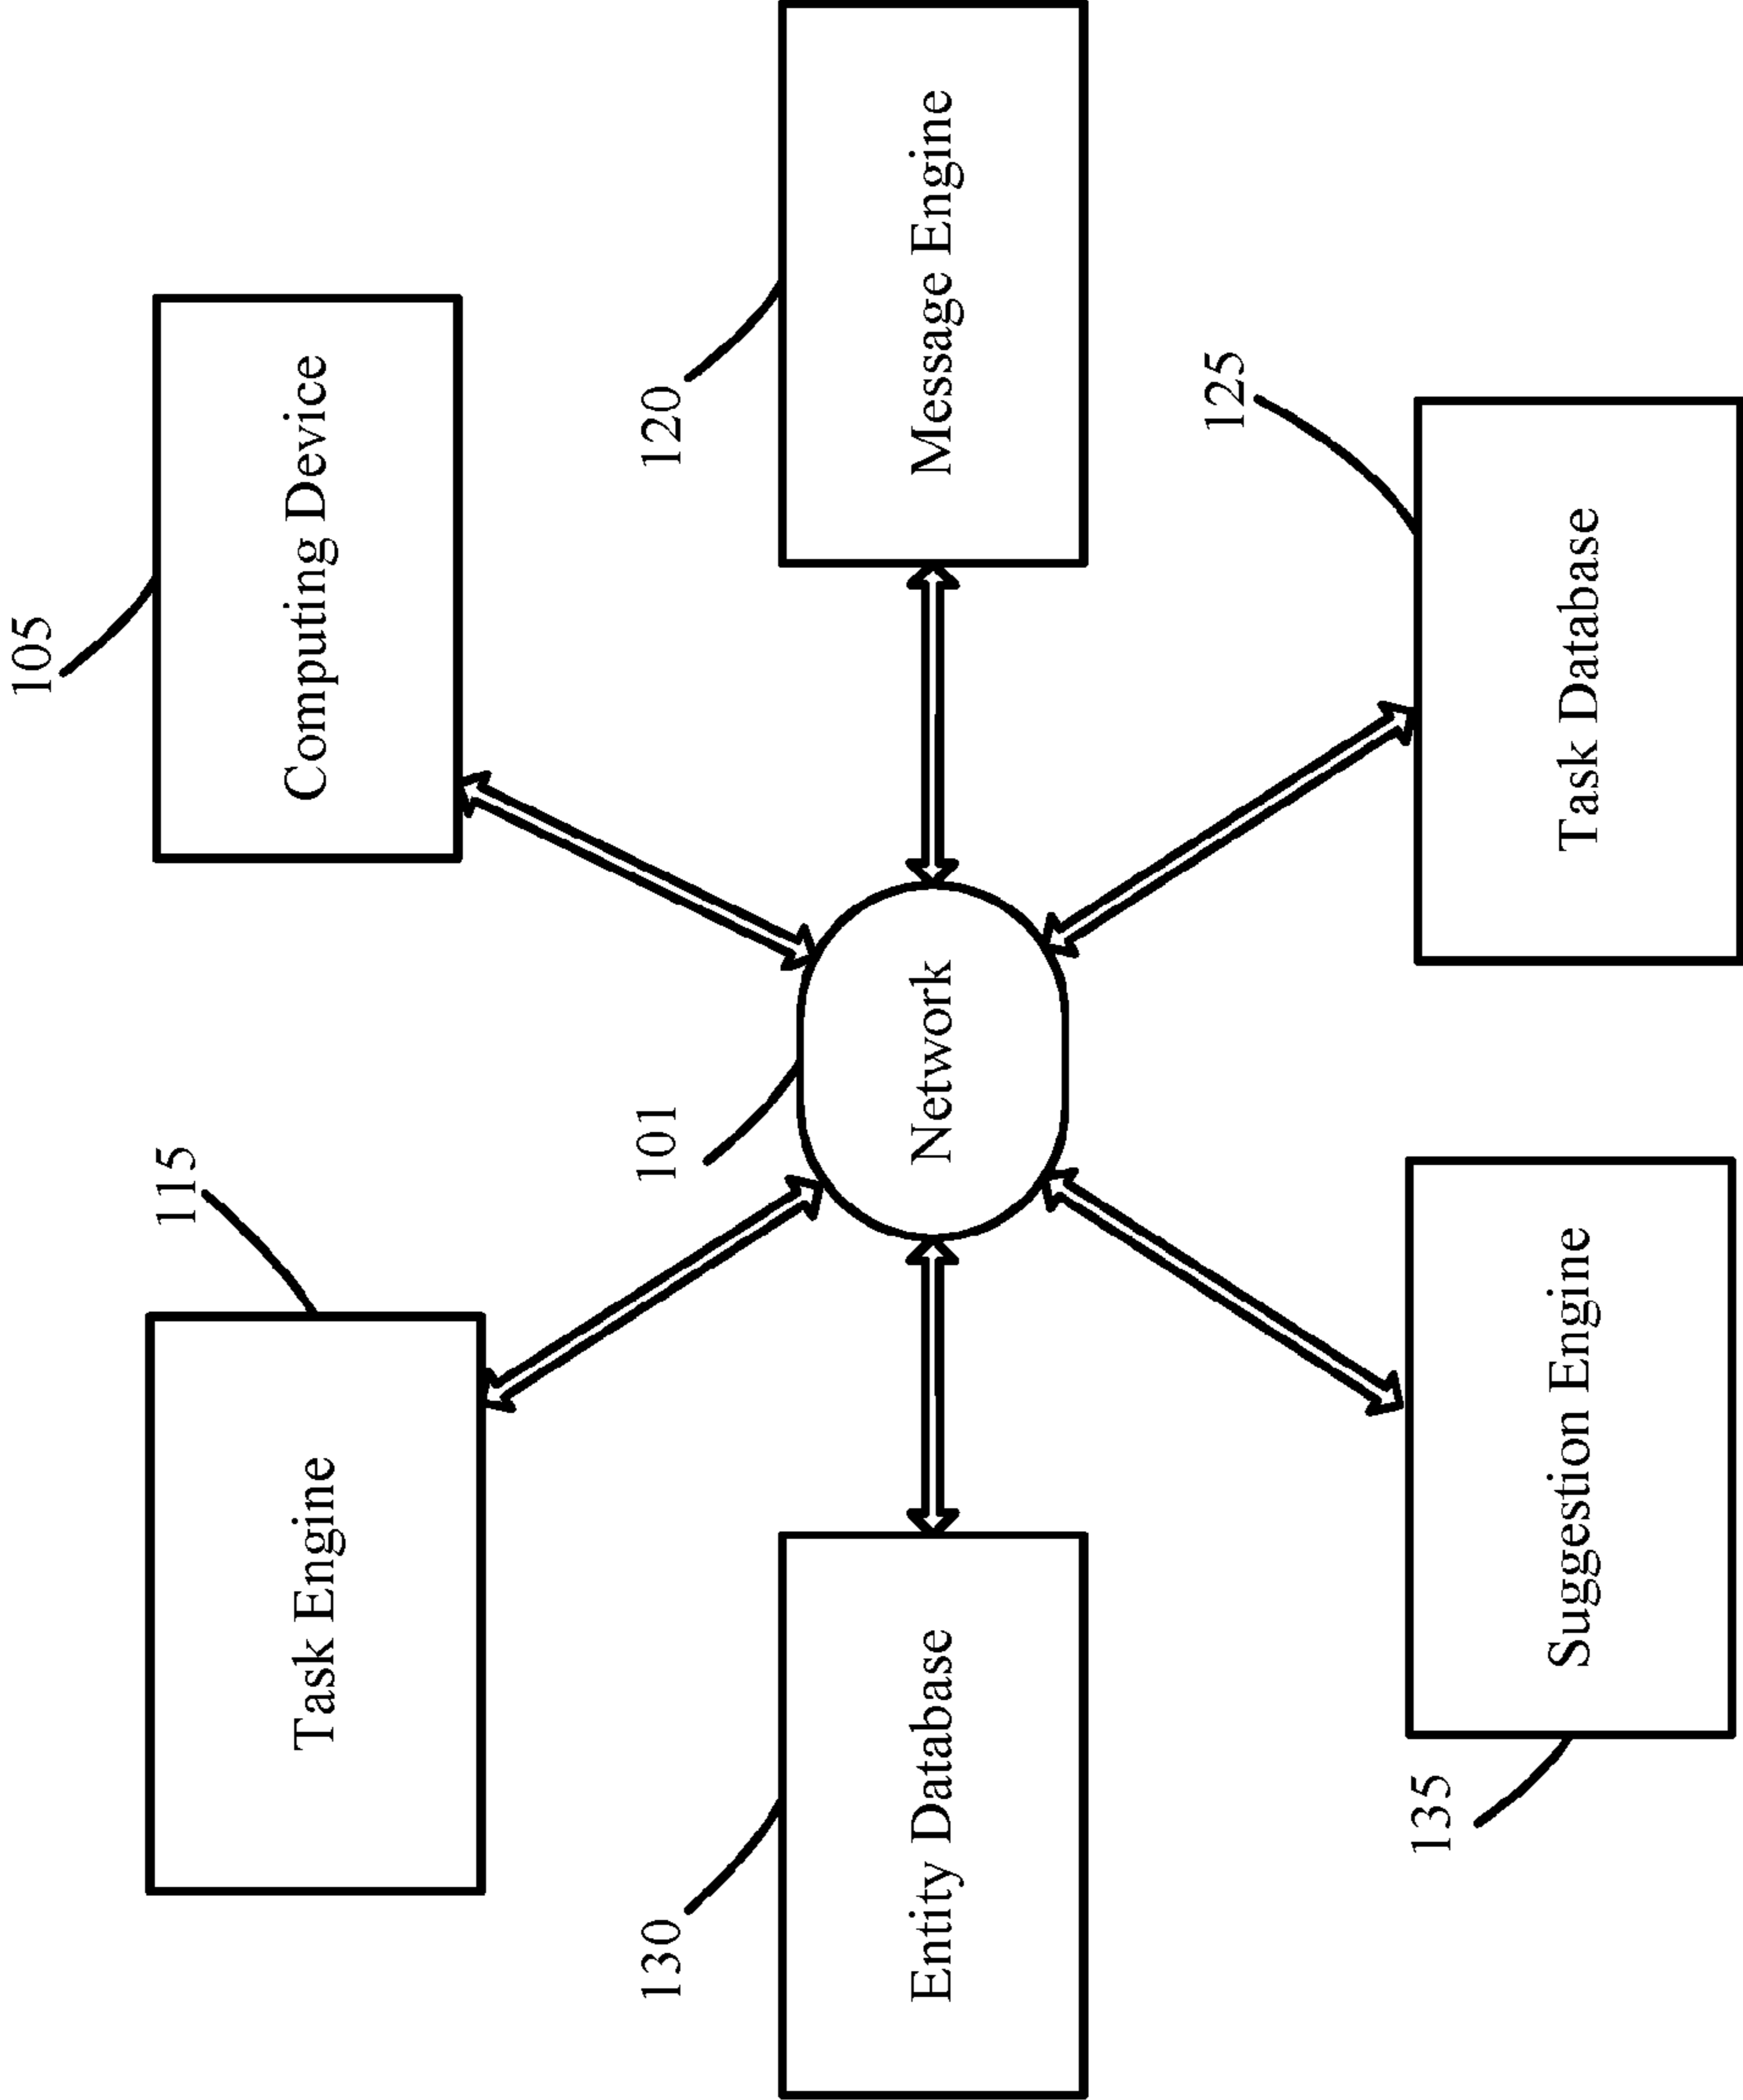 115
105
Task Engine
Computing Device
130
101
120
Entity Database
Network
Message Engine
125
135
Suggestion Engine
Task Database